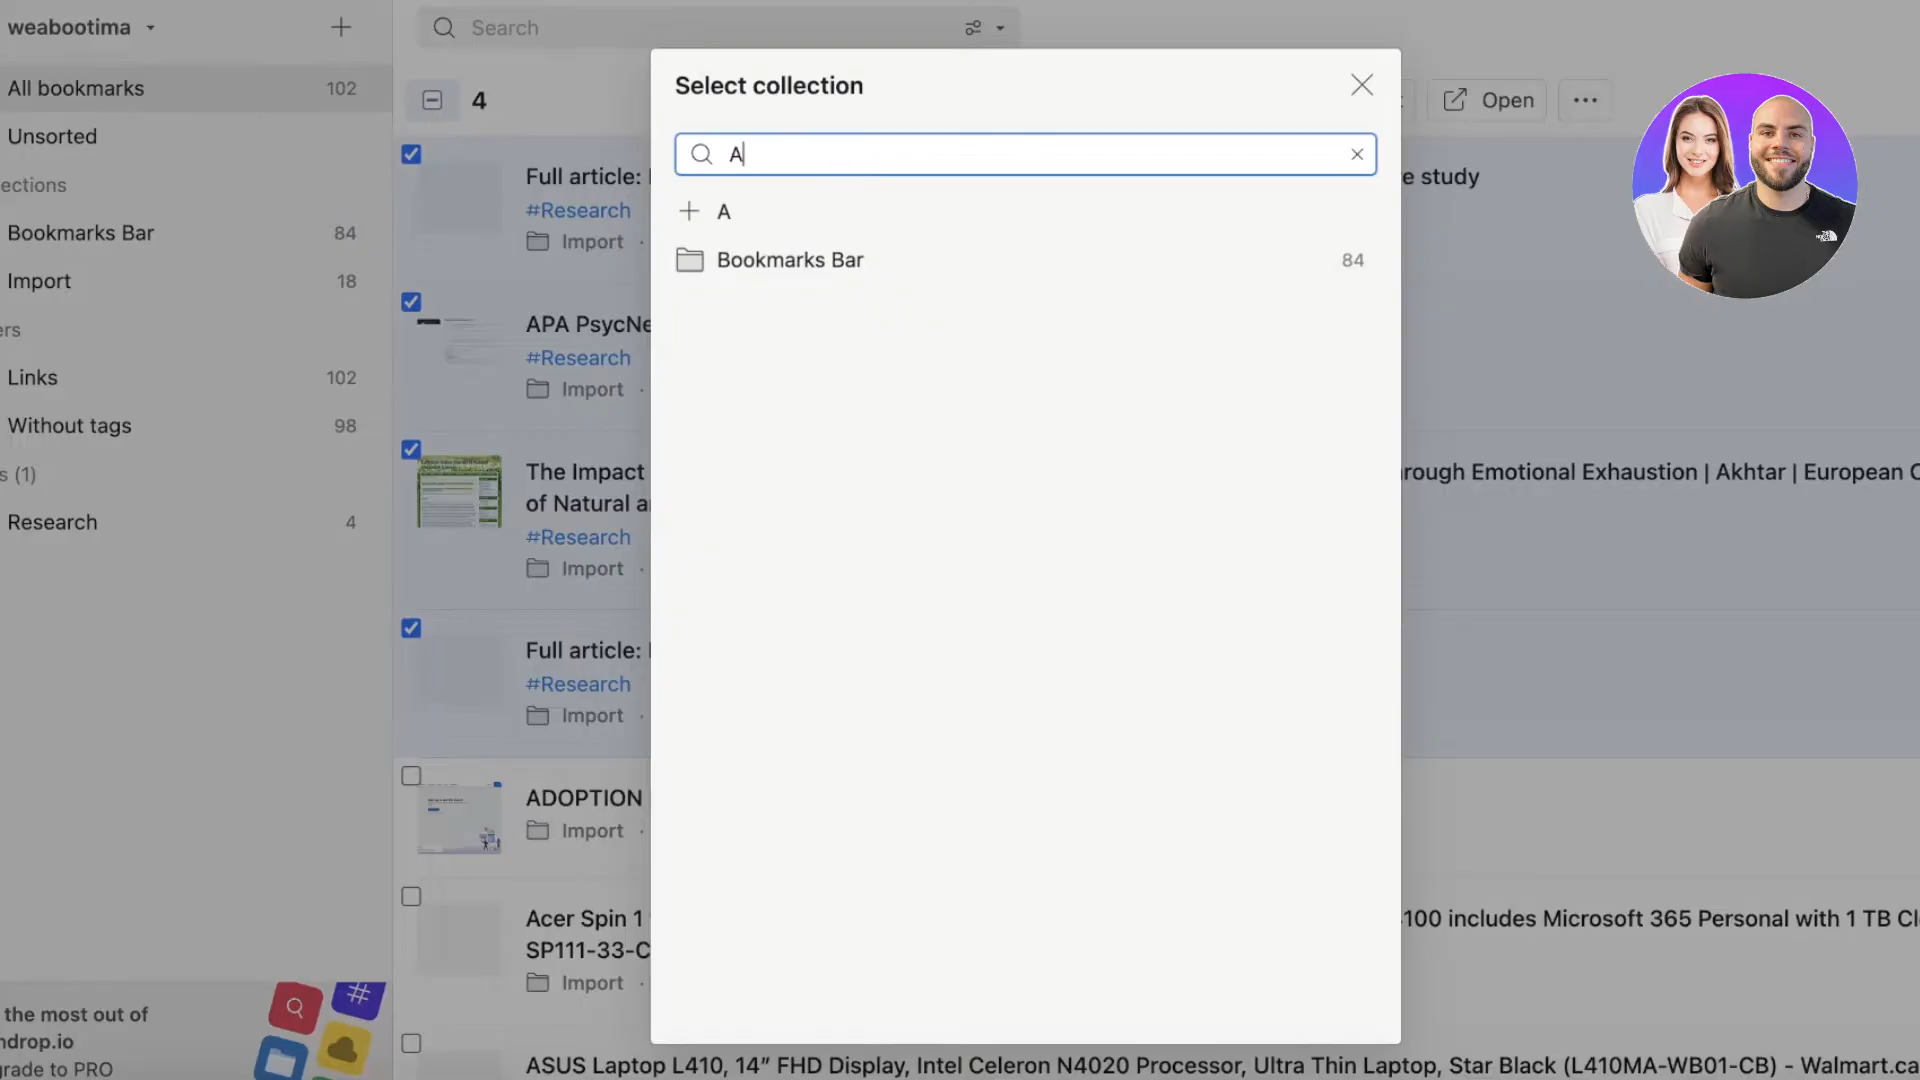 weabootima
Search
All bookmarks 102
Unsorted
ections
Bookmarks Bar 84
Import 18
ers
Links 102
Without tags 98
s (1)
Research 4
the most out of
ndrop.io
grade to PRO
4
Open
Full article:
e study
#Research
Import ·
APA PsycNe
#Research
Import ·
The Impact
rough Emotional Exhaustion | Akhtar | European C
of Natural a
#Research
Import ·
Full article:
#Research
Import ·
ADOPTION
Import ·
Acer Spin 1
100 includes Microsoft 365 Personal with 1 TB Cl
SP111-33-C
Import ·
ASUS Laptop L410, 14” FHD Display, Intel Celeron N4020 Processor, Ultra Thin Laptop, Star Black (L410MA-WB01-CB) - Walmart.ca
Select collection
A
A
Bookmarks Bar 84